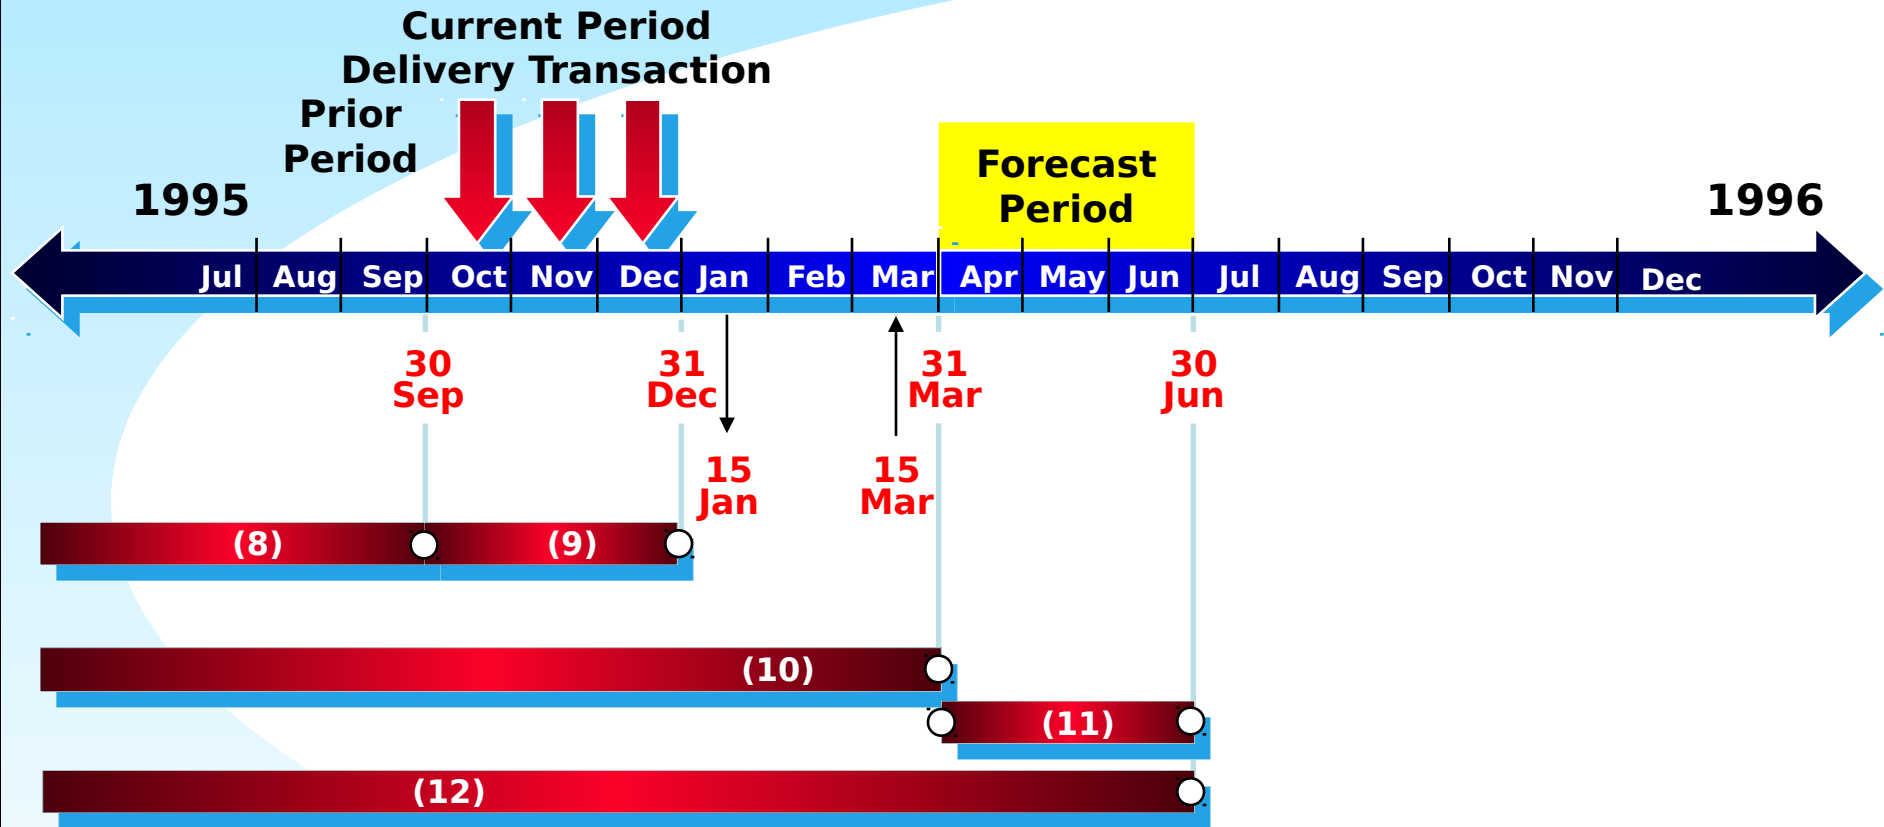 Current Period
Delivery Transaction
Prior
Period
Forecast
Period
1995
1996
Jul Aug Sep Oct Nov Dec Jan Feb Mar Apr May Jun Jul Aug Sep Oct Nov Dec
30
Sep
31
Dec
31
Mar
30
Jun
15
Jan
15
Mar
(8)
(9)
(10)
(11)
(12)